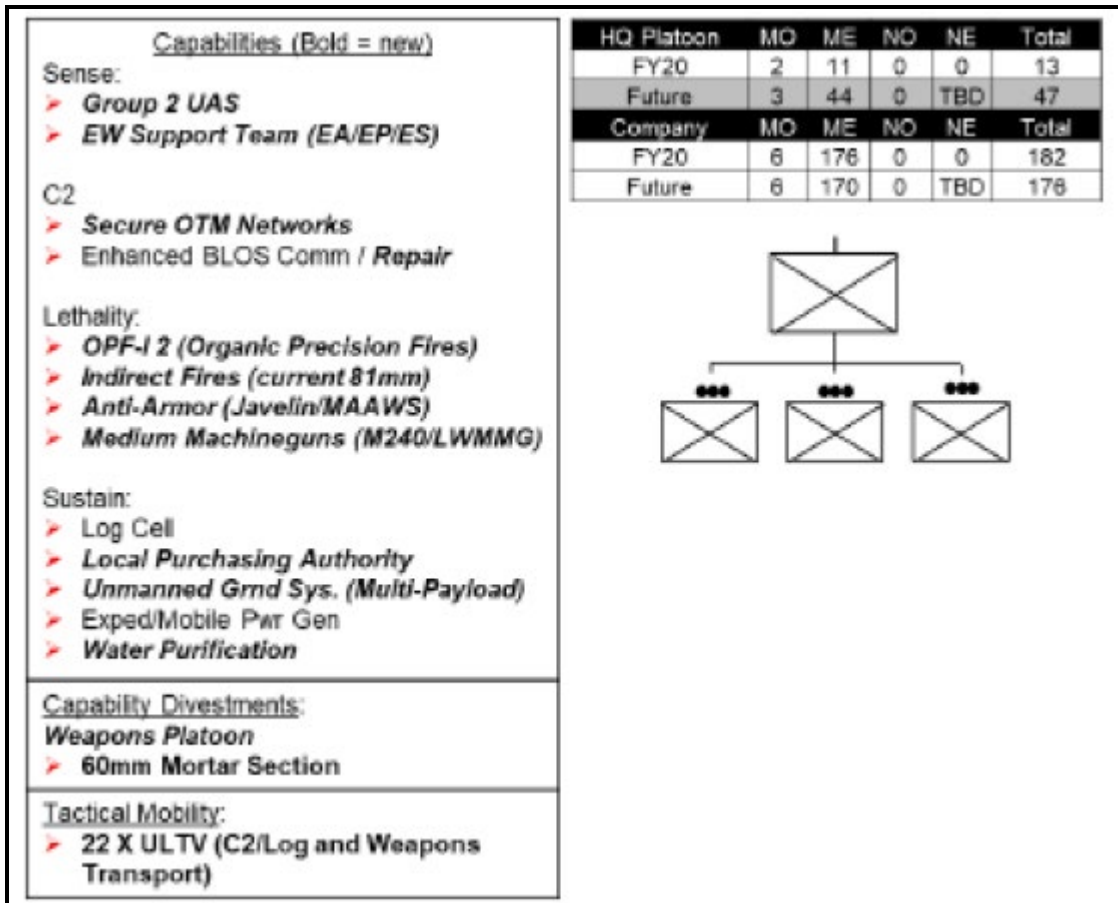 Capabilities (Bold = new)
Sense:
➤ Group 2 UAS
➤ EW Support Team (EA/EP/ES)
C2
➤ Secure OTM Networks
➤ Enhanced BLOS Comm / Repair
Lethality:
➤ OPF-I 2 (Organic Precision Fires)
➤ Indirect Fires (current 81mm)
➤ Anti-Armor (Javelin/MAAWS)
➤ Medium Machineguns (M240/LWMMG)
Sustain:
➤ Log Cell
➤ Local Purchasing Authority
➤ Unmanned Grnd Sys. (Multi-Payload)
➤ Exped/Mobile Pwr Gen
➤ Water Purification
Capability Divestments:
Weapons Platoon
➤ 60mm Mortar Section
Tactical Mobility:
➤ 22 X ULTV (C2/Log and Weapons
Transport)
HQ Platoon MO ME NO NE Total
FY20 2 11 0 0 13
Future 3 44 0 TBD 47
Company MO ME NO NE Total
FY20 6 176 0 0 182
Future 6 170 0 TBD 176